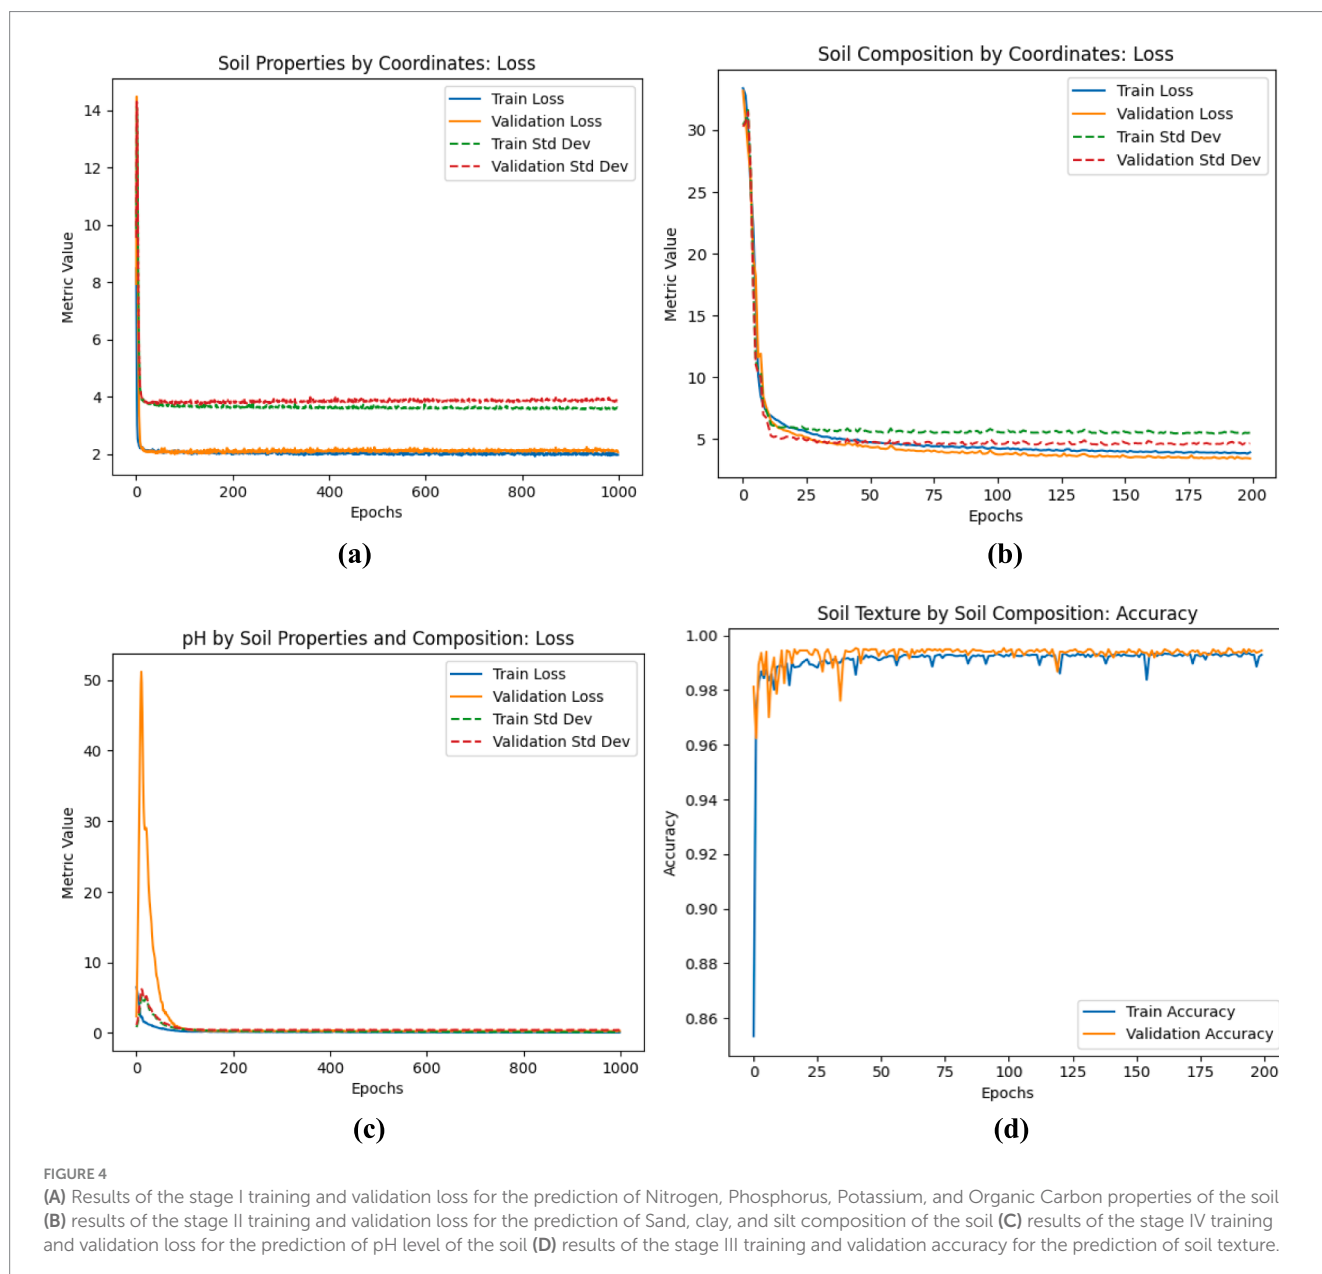 Soil Properties by Coordinates: Loss
Train Loss
Validation Loss
Train Std Dev
Validation Std Dev
Metric Value
14
12
10
8
6
4
2
0
200
400
600
800
1000
Epochs
(a)
Soil Composition by Coordinates: Loss
Train Loss
Validation Loss
Train Std Dev
Validation Std Dev
Metric Value
30
25
20
15
10
5
0
25
50
75
100
125
150
175
200
Epochs
(b)
pH by Soil Properties and Composition: Loss
Train Loss
Validation Loss
Train Std Dev
Validation Std Dev
Metric Value
50
40
30
20
10
0
0
200
400
600
800
1000
Epochs
(c)
Soil Texture by Soil Composition: Accuracy
Accuracy
1.00
0.98
0.96
0.94
0.92
0.90
0.88
0.86
Train Accuracy
Validation Accuracy
0
25
50
75
100
125
150
175
200
Epochs
(d)
FIGURE 4
(A) Results of the stage I training and validation loss for the prediction of Nitrogen, Phosphorus, Potassium, and Organic Carbon properties of the soil
(B) results of the stage II training and validation loss for the prediction of Sand, clay, and silt composition of the soil (C) results of the stage IV training
and validation loss for the prediction of pH level of the soil (D) results of the stage III training and validation accuracy for the prediction of soil texture.